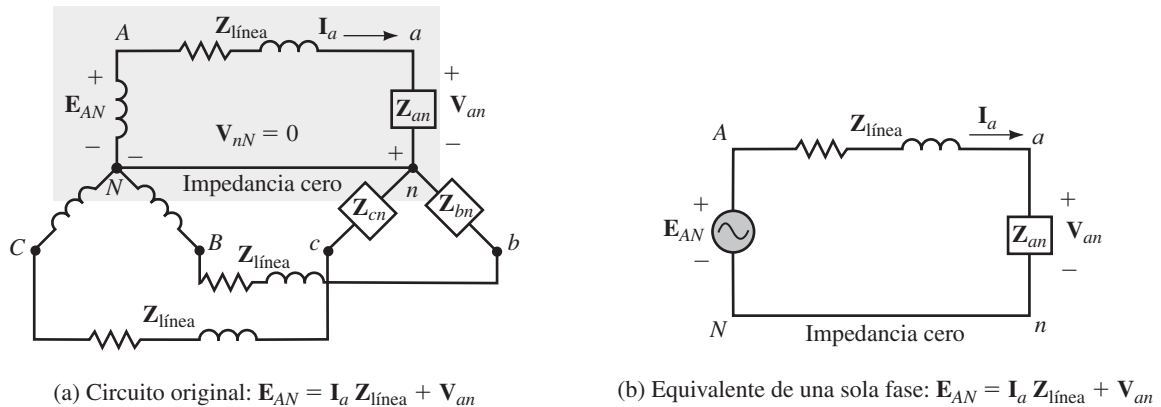 A
Z_línea
I_a
a
+
E_AN
−
+
Z_an
V_an
−
V_nN = 0
−
+
N
Impedancia cero
n
Z_cn
Z_bn
C
B
c
b
Z_línea
Z_línea
(a) Circuito original: E_AN = I_a Z_línea + V_an
A
Z_línea
I_a
a
+
E_AN
−
+
Z_an
V_an
−
N
Impedancia cero
n
(b) Equivalente de una sola fase: E_AN = I_a Z_línea + V_an